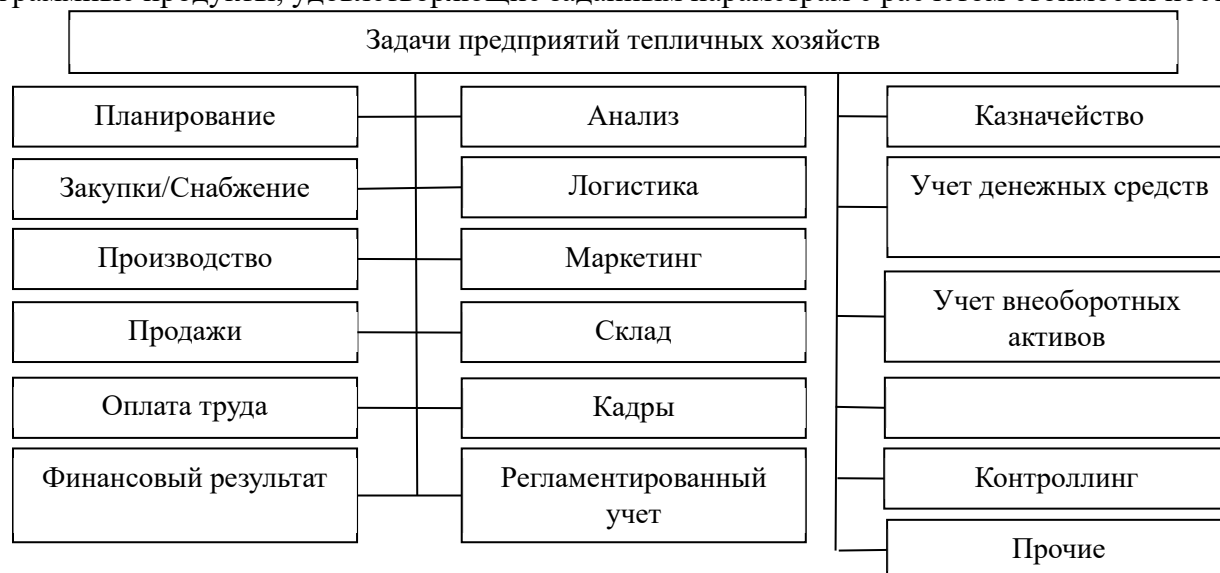 Задачи предприятий тепличных хозяйств
Планирование
Анализ
Казначейство
Закупки/Снабжение
Логистика
Учет денежных средств
Производство
Маркетинг
Учет внеоборотных
активов
Продажи
Склад
Оплата труда
Кадры
Финансовый результат
Регламентированный
учет
Контроллинг
Прочие